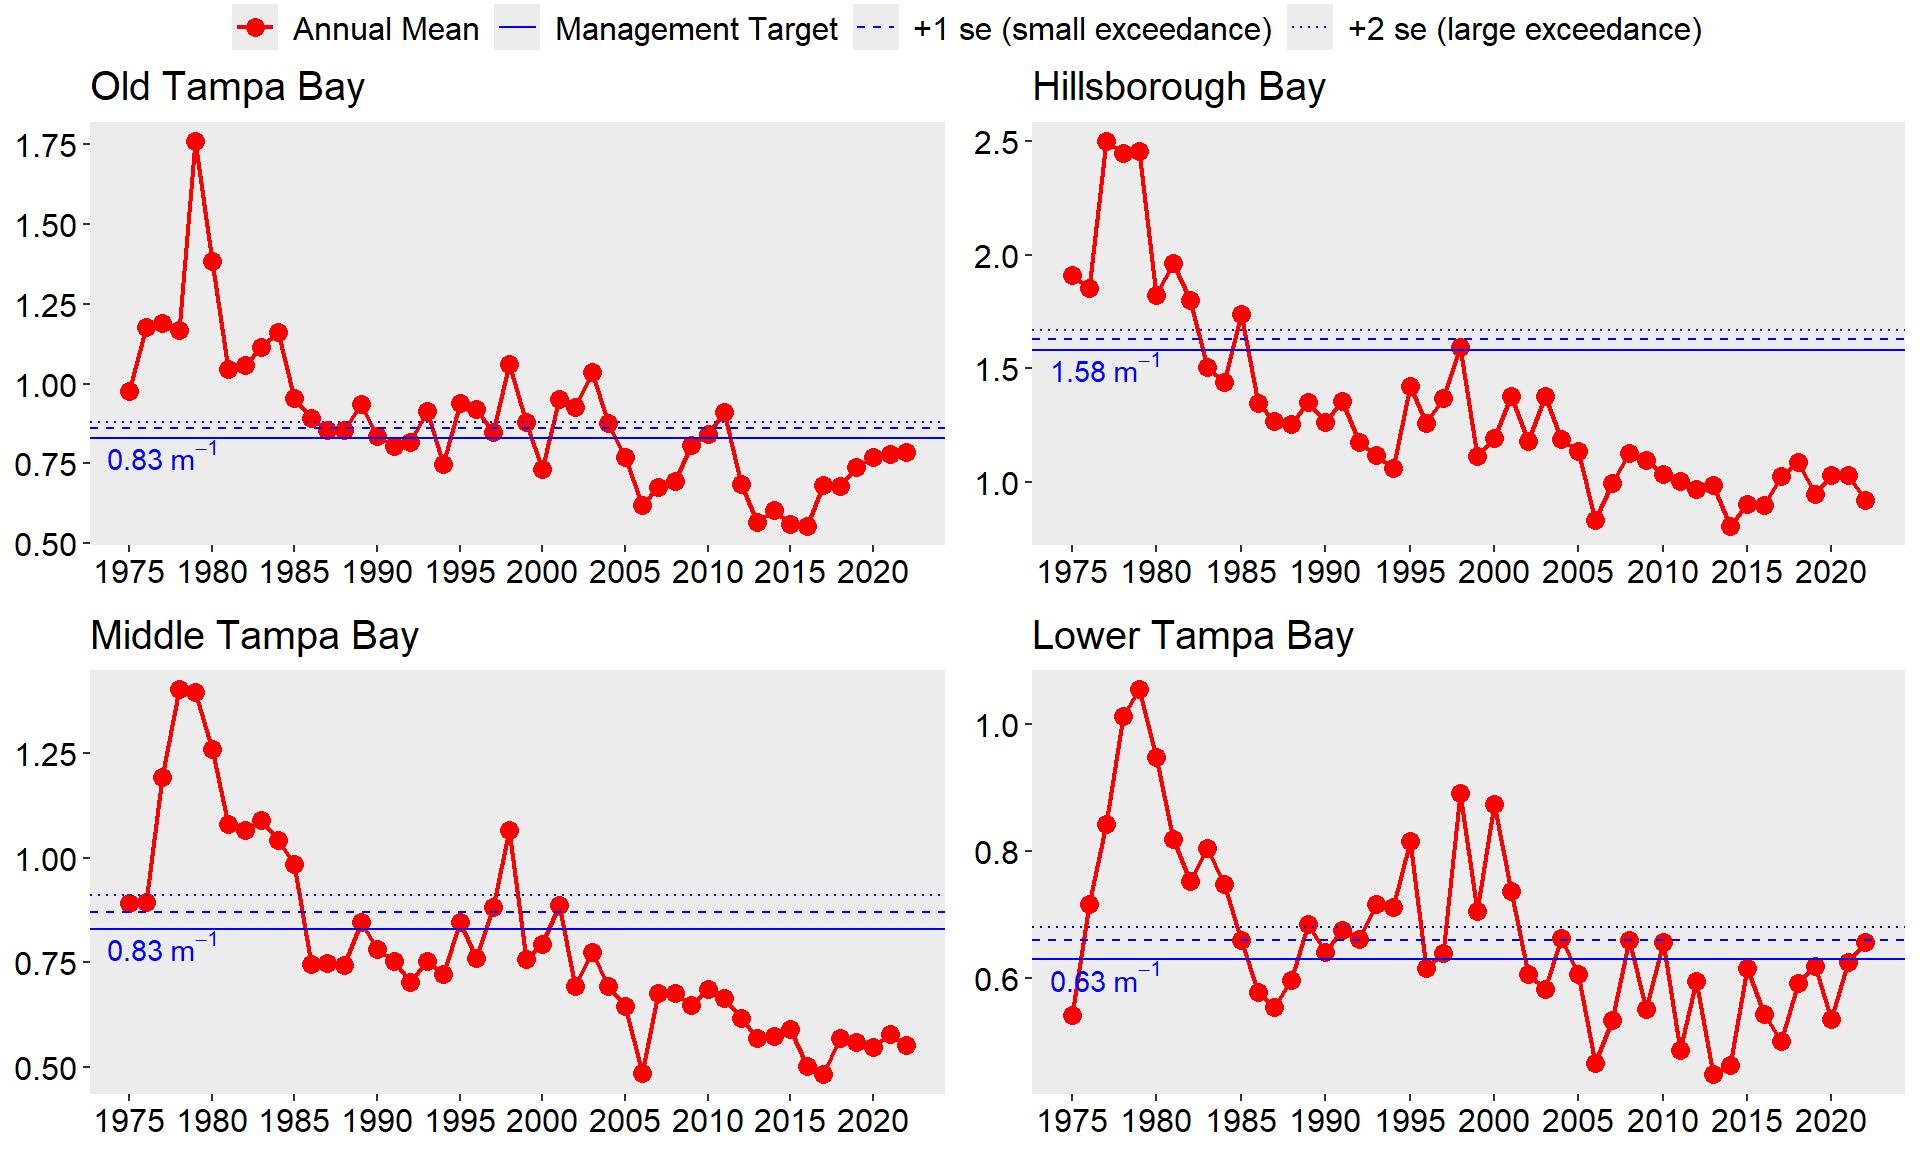 Annual Mean Management Target +1 se (small exceedance) +2 se (large exceedance)
Old Tampa Bay
1.75
1.50
1.25
1.00
0.75
0.50
0.83 m⁻¹
1975 1980 1985 1990 1995 2000 2005 2010 2015 2020
Hillsborough Bay
2.5
2.0
1.5
1.0
1.58 m⁻¹
1975 1980 1985 1990 1995 2000 2005 2010 2015 2020
Middle Tampa Bay
1.25
1.00
0.75
0.50
0.83 m⁻¹
1975 1980 1985 1990 1995 2000 2005 2010 2015 2020
Lower Tampa Bay
1.0
0.8
0.6
0.63 m⁻¹
1975 1980 1985 1990 1995 2000 2005 2010 2015 2020